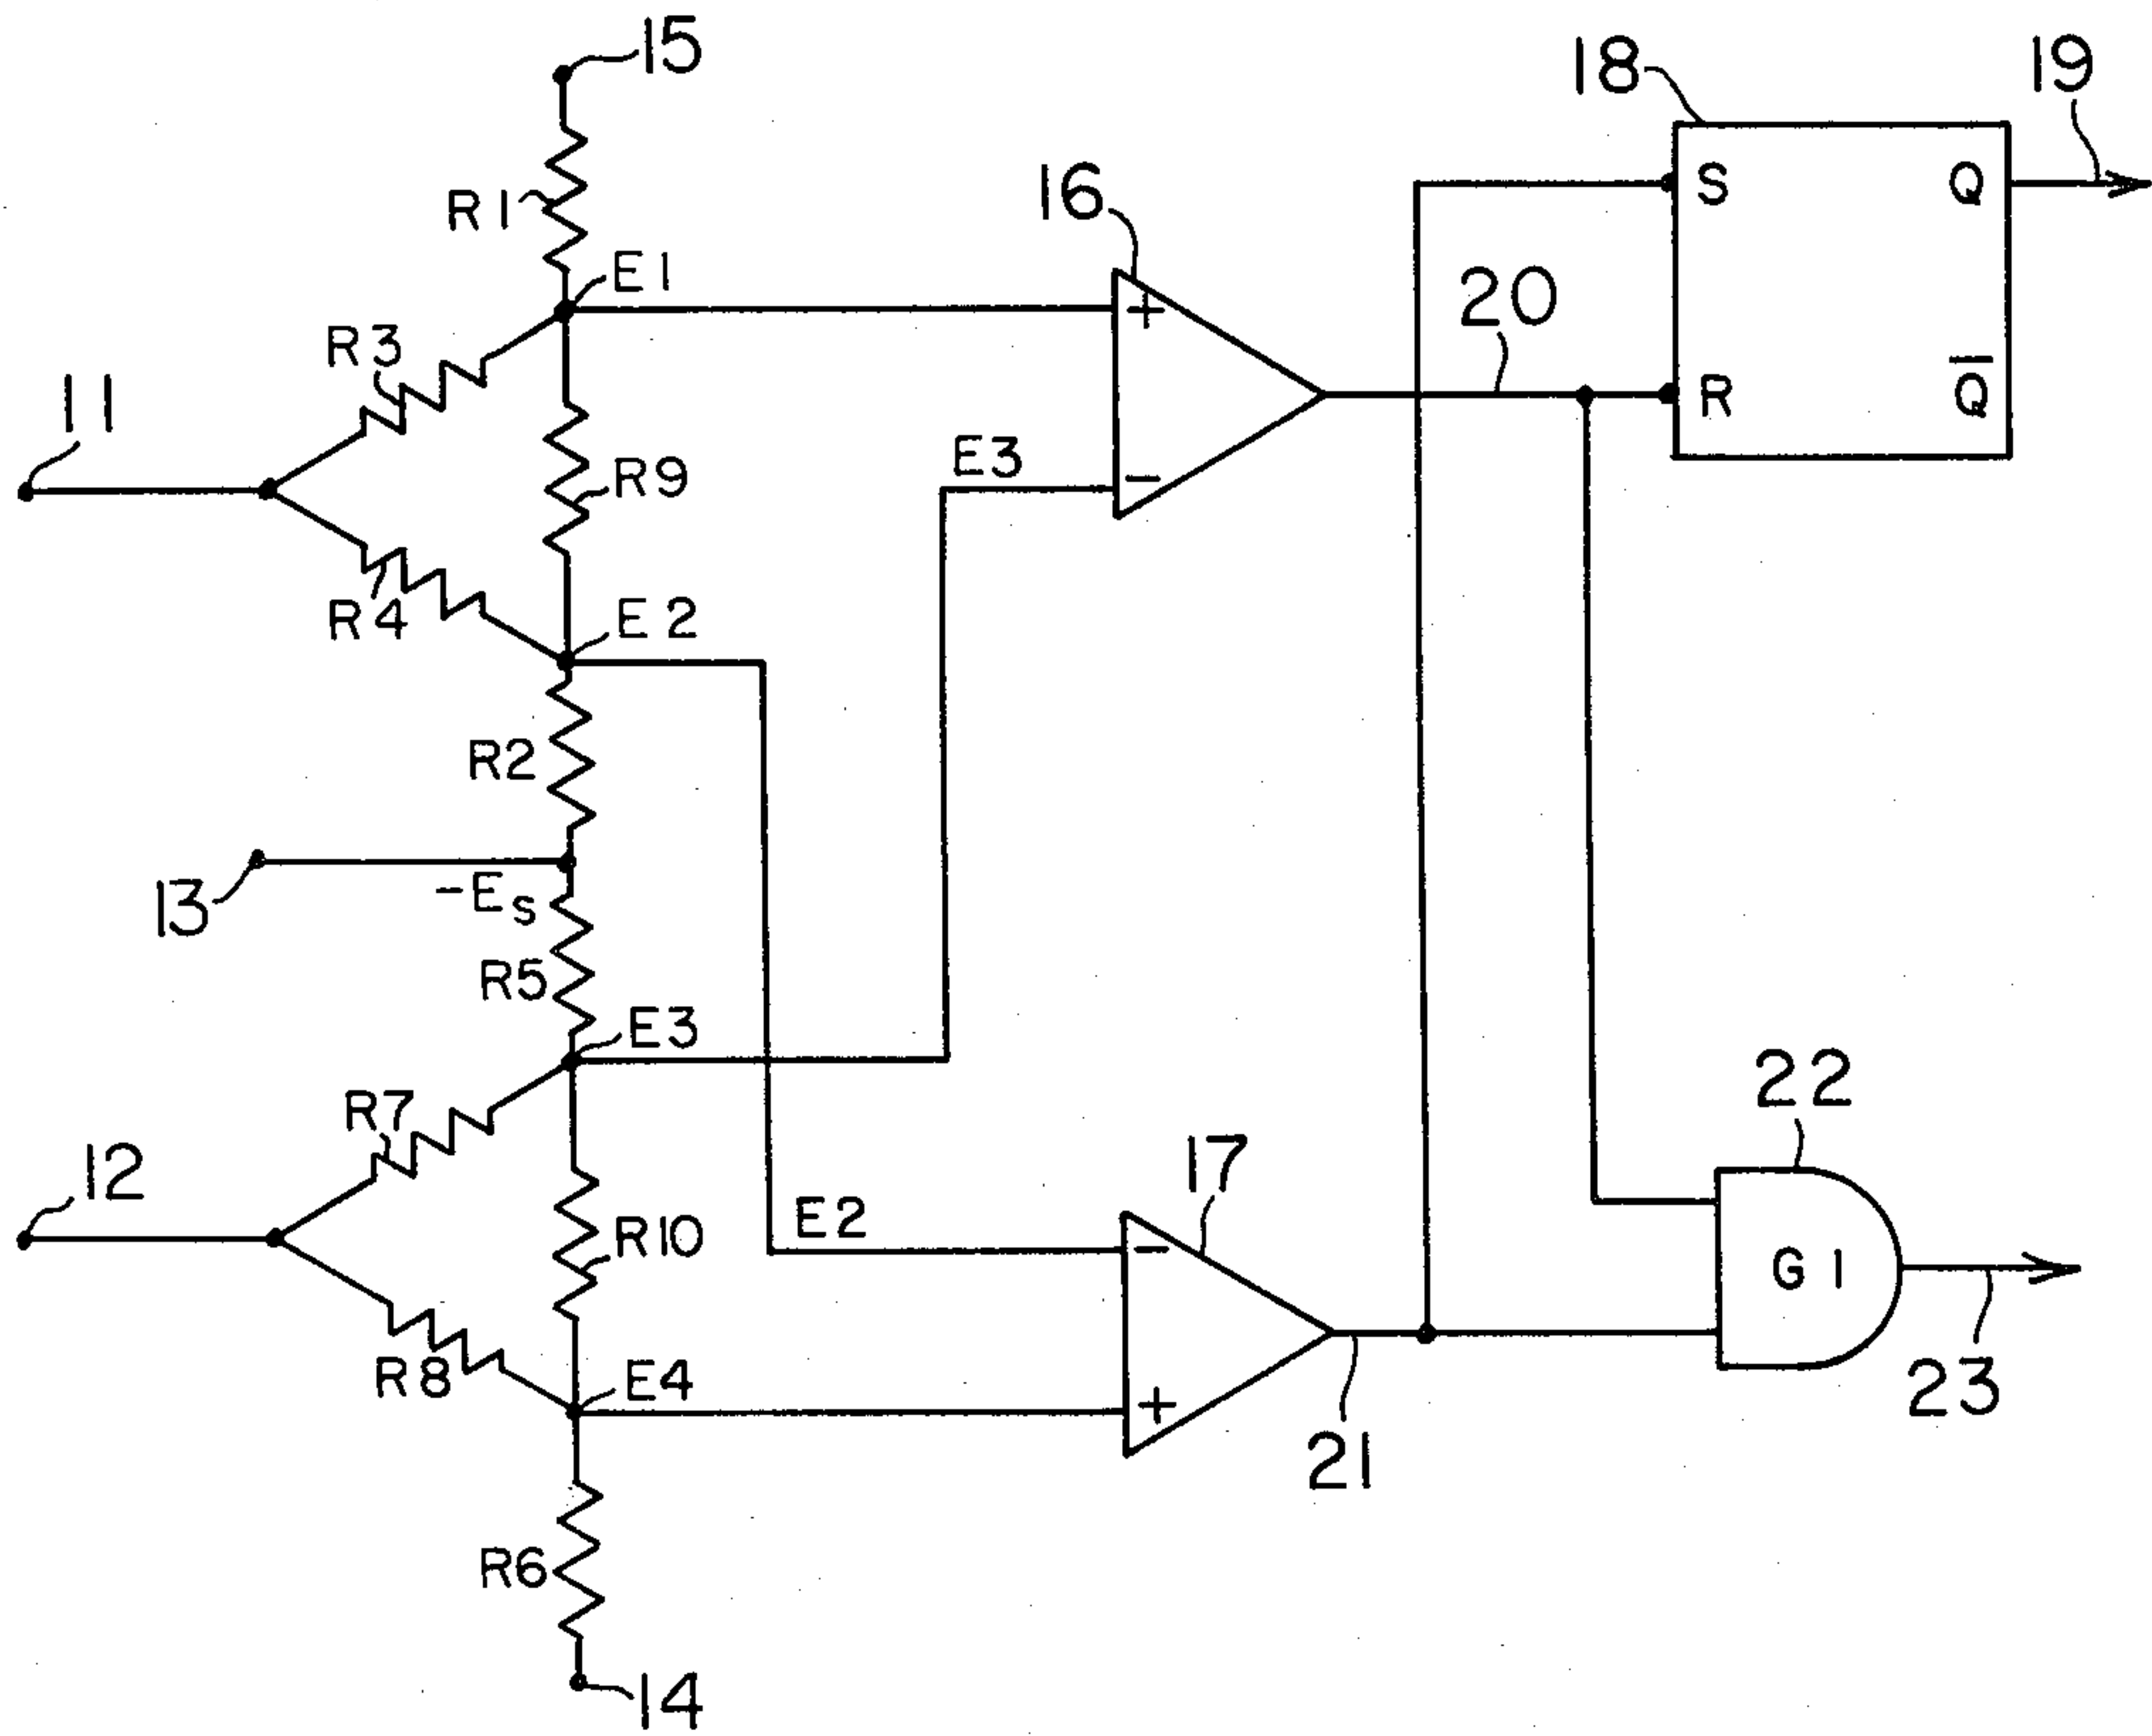 15
18
19
R1
16
S
Q
E1
20
R3
11
R
Q̅
E3
R9
R4
E2
R2
13
-Es
R5
E3
22
R7
12
17
E2
R10
G1
R8
E4
23
21
R6
14
+
-
-
+